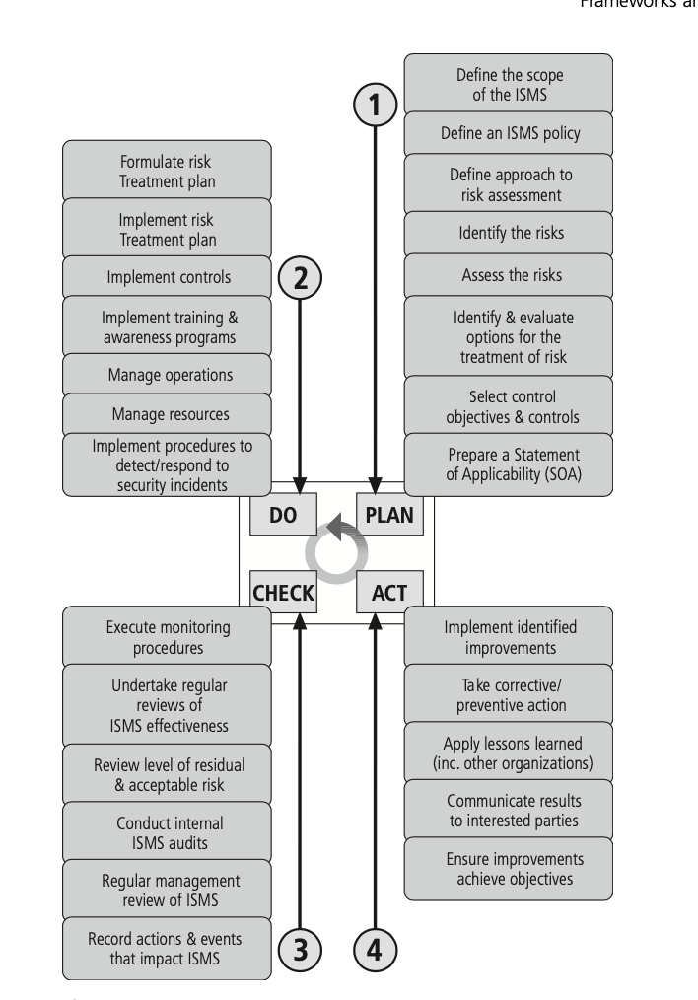 Frameworks
1
Define the scope
of the ISMS
Define an ISMS policy
Define approach to
risk assessment
Identify the risks
Assess the risks
Identify & evaluate
options for the
treatment of risk
Select control
objectives & controls
Prepare a Statement
of Applicability (SOA)
2
Formulate risk
Treatment plan
Implement risk
Treatment plan
Implement controls
Implement training &
awareness programs
Manage operations
Manage resources
Implement procedures to
detect/respond to
security incidents
DO
PLAN
CHECK
ACT
Execute monitoring
procedures
Undertake regular
reviews of
ISMS effectiveness
Review level of residual
& acceptable risk
Conduct internal
ISMS audits
Regular management
review of ISMS
Record actions & events
that impact ISMS
3
Implement identified
improvements
Take corrective/
preventive action
Apply lessons learned
(inc. other organizations)
Communicate results
to interested parties
Ensure improvements
achieve objectives
4